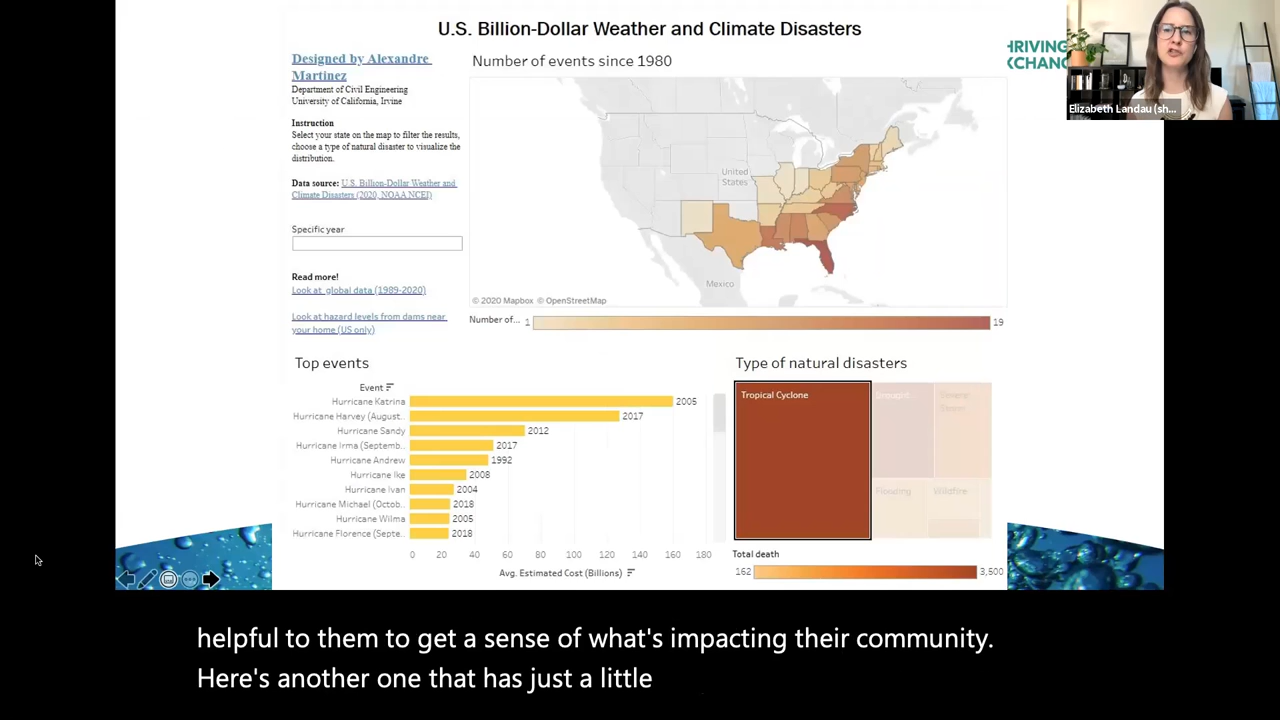 U.S. Billion-Dollar Weather and Climate Disasters
Designed by Alexandre
Martinez
Department of Civil Engineering
University of California, Irvine
Instruction
Select your state on the map to filter the results,
choose a type of natural disaster to visualize the
distribution.
Data source: U.S. Billion-Dollar Weather and
Climate Disasters (2020, NOAA NCEI)
Specific year
Read more!
Look at global data (1989-2020)
Look at hazard levels from dams near
your home (US only)
Number of events since 1980
United
States
Mexico
© 2020 Mapbox © OpenStreetMap
Number of... 1 19
HRIVING
XCHANG
Elizabeth Landau (sh...
Top events
Event
Hurricane Katrina 2005
Hurricane Harvey (August.. 2017
Hurricane Sandy 2012
Hurricane Irma (Septemb.. 2017
Hurricane Andrew 1992
Hurricane Ike 2008
Hurricane Ivan 2004
Hurricane Michael (Octob.. 2018
Hurricane Wilma 2005
Hurricane Florence (Septe.. 2018
0 20 40 60 80 100 120 140 160 180
Avg. Estimated Cost (Billions)
Type of natural disasters
Tropical Cyclone
Drought
Severe
Storm
Flooding
Wildfire
Total death
162 3,500
helpful to them to get a sense of what's impacting their community.
Here's another one that has just a little